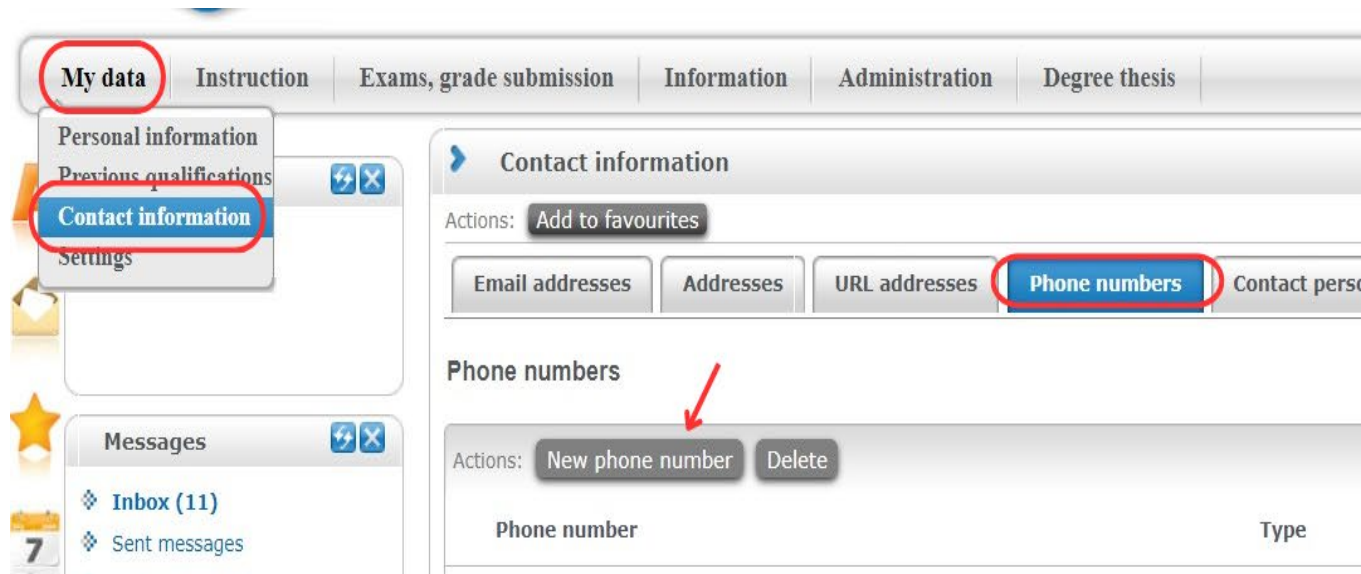 My data Instruction Exams, grade submission Information Administration Degree thesis
Personal information
Previous qualifications
Contact information
Settings
Contact information
Actions: Add to favourites
Email addresses Addresses URL addresses Phone numbers Contact perso
Phone numbers
Actions: New phone number Delete
Phone number Type
Messages
Inbox (11)
Sent messages
7